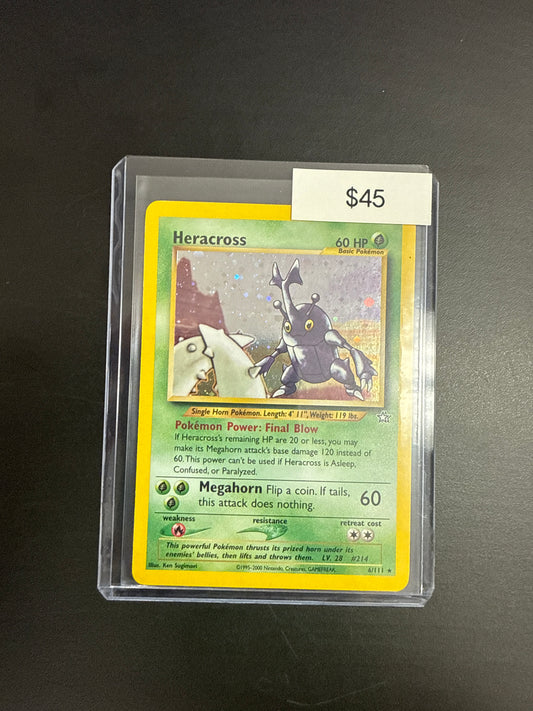 $45
Heracross
60 HP
Basic Pokémon
Single Horn Pokémon. Length: 4' 11", Weight: 119 lbs.
Pokémon Power: Final Blow
If Heracross's remaining HP are 20 or less, you may
make its Megahorn attack's base damage 120 instead of
60. This power can't be used if Heracross is Asleep,
Confused, or Paralyzed.
Megahorn Flip a coin. If tails,
this attack does nothing.
60
weakness
resistance
retreat cost
This powerful Pokémon thrusts its prized horn under its
enemies' bellies, then lifts and throws them. LV. 28 #214
Illus. Ken Sugimori
©1995-2000 Nintendo, Creatures, GAMEFREAK.
6/111 ★